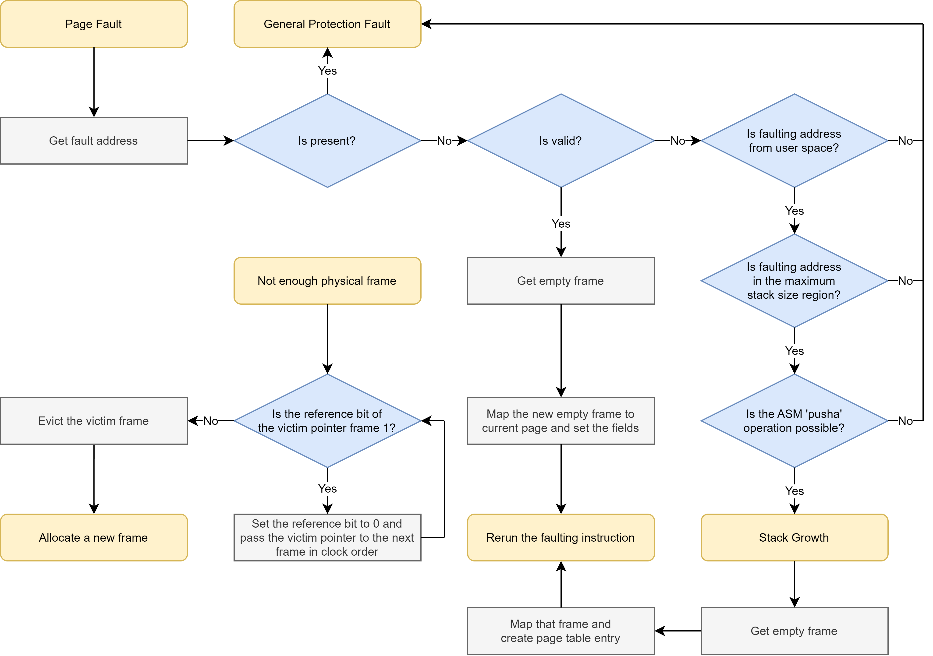 Page Fault
General Protection Fault
Yes
Get fault address
Is present?
No
Is valid?
No
Is faulting address
from user space?
No
Yes
Yes
Not enough physical frame
Get empty frame
Is faulting address
in the maximum
stack size region?
No
Yes
Evict the victim frame
No
Is the reference bit of
the victim pointer frame 1?
Map the new empty frame to
current page and set the fields
Is the ASM 'pusha'
operation possible?
No
Yes
Yes
Allocate a new frame
Set the reference bit to 0 and
pass the victim pointer to the next
frame in clock order
Rerun the faulting instruction
Stack Growth
Map that frame and
create page table entry
Get empty frame